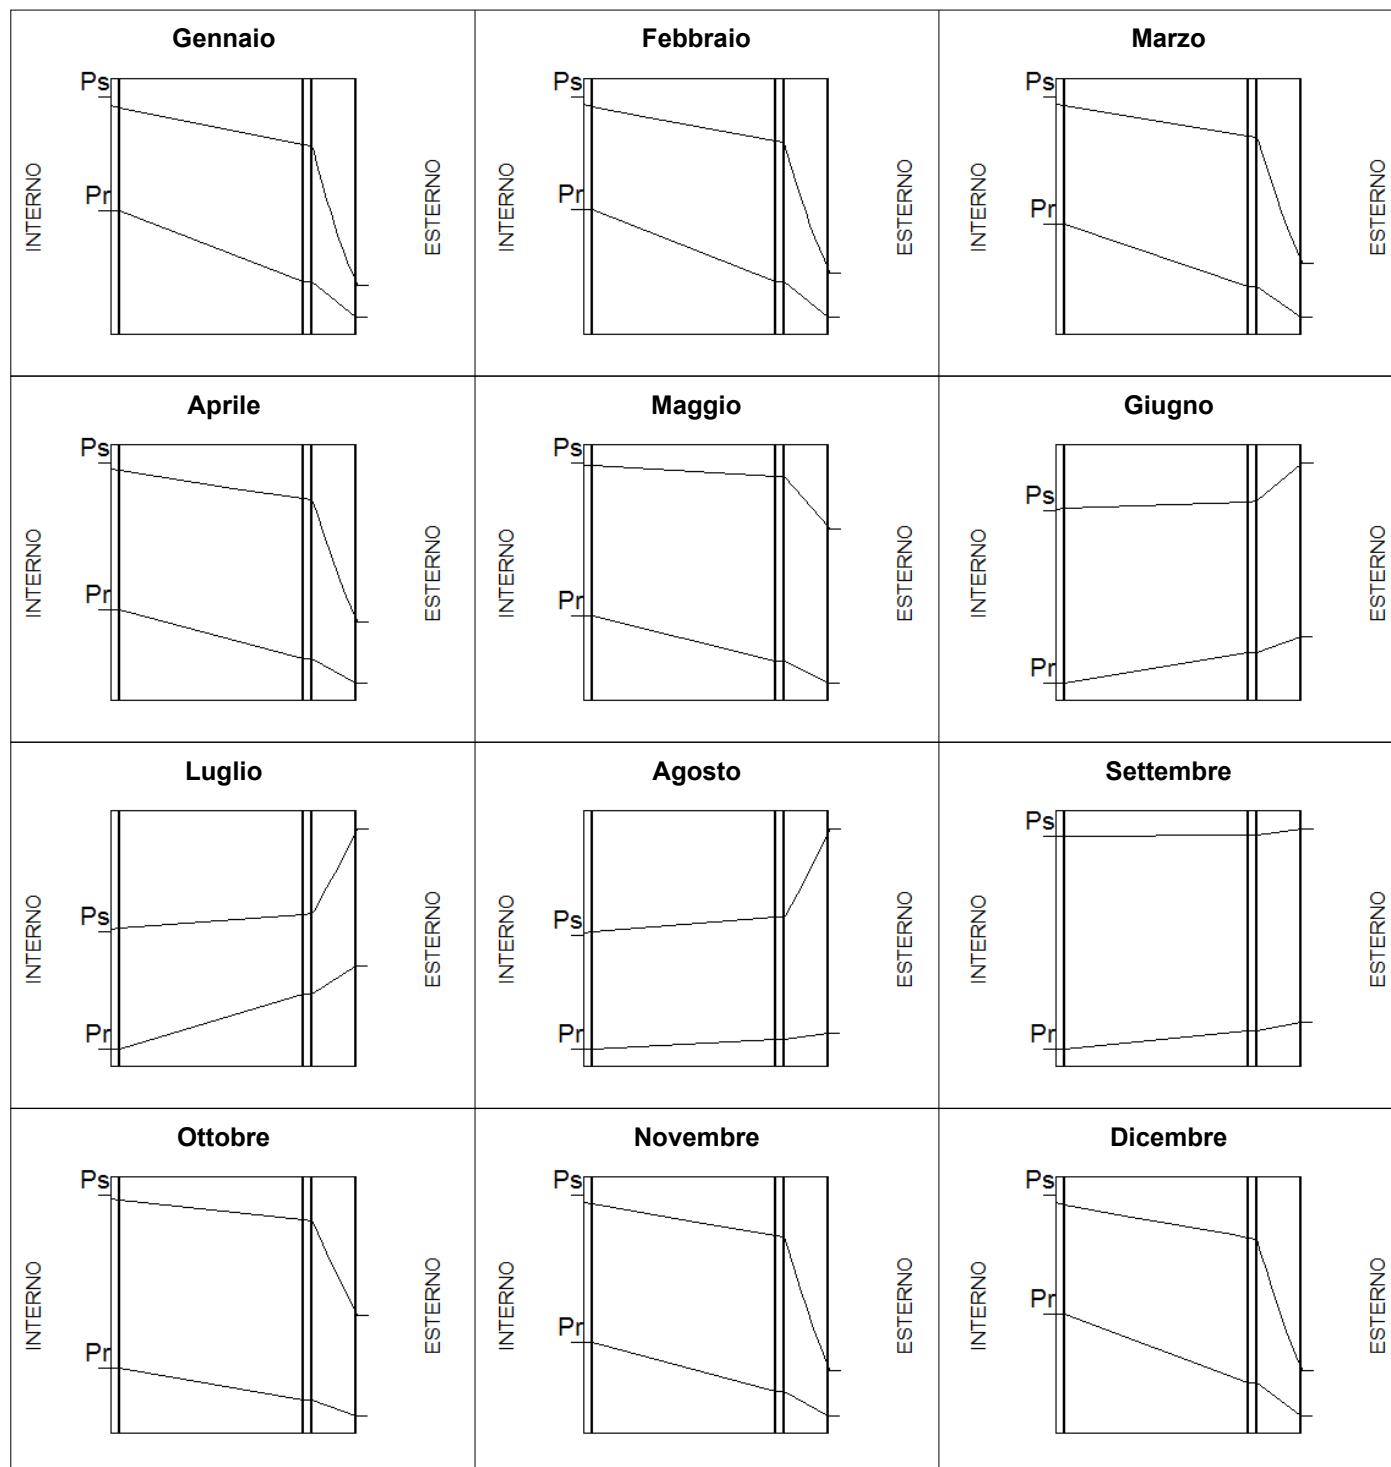 Gennaio
Ps
Pr
INTERNO
ESTERNO
Febbraio
Ps
Pr
INTERNO
ESTERNO
Marzo
Ps
Pr
INTERNO
ESTERNO
Aprile
Ps
Pr
INTERNO
ESTERNO
Maggio
Ps
Pr
INTERNO
ESTERNO
Giugno
Ps
Pr
INTERNO
ESTERNO
Luglio
Ps
Pr
INTERNO
ESTERNO
Agosto
Ps
Pr
INTERNO
ESTERNO
Settembre
Ps
Pr
INTERNO
ESTERNO
Ottobre
Ps
Pr
INTERNO
ESTERNO
Novembre
Ps
Pr
INTERNO
ESTERNO
Dicembre
Ps
Pr
INTERNO
ESTERNO